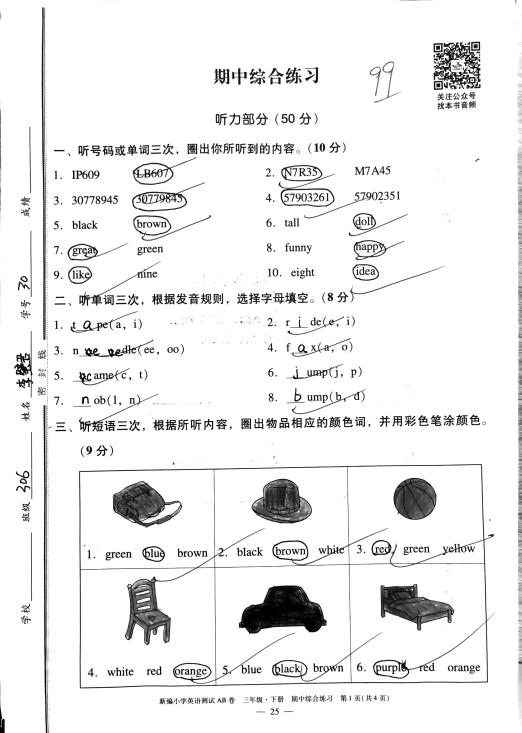 期中综合练习
99
关注公众号
找本书音频
听力部分（50 分）
一、听号码或单词三次，圈出你所听到的内容。（10 分）
1. IP609 LB607 2. N7R35 M7A45
3. 30778945 30779845 4. 57903261 57902351
5. black brown 6. tall doll
7. great green 8. funny happy
9. like nine 10. eight idea
二、听单词三次，根据发音规则，选择字母填空。（8 分）
1. t a pe(a, i) 2. r i de(e, i)
3. n ee dle(ee, oo) 4. f a x(a, o)
5. c ame(c, t) 6. j ump(j, p)
7. n ob(l, n) 8. b ump(b, d)
三、听短语三次，根据所听内容，圈出物品相应的颜色词，并用彩色笔涂颜色。
（9 分）
1. green blue brown 2. black brown white 3. red green yellow
4. white red orange 5. blue black brown 6. purple red orange
新编小学英语测试 AB 卷 三年级·下册 期中综合练习 第 1 页(共 4 页)
— 25 —
学校 班级 306 姓名 学号 30 成绩
密 封 线